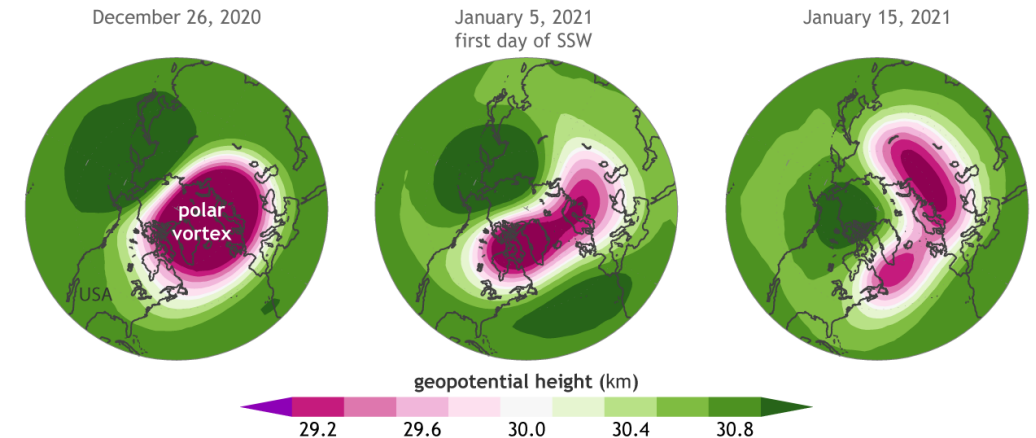 December 26, 2020
January 5, 2021
first day of SSW
January 15, 2021
polar
vortex
USA
geopotential height (km)
29.2 29.6 30.0 30.4 30.8